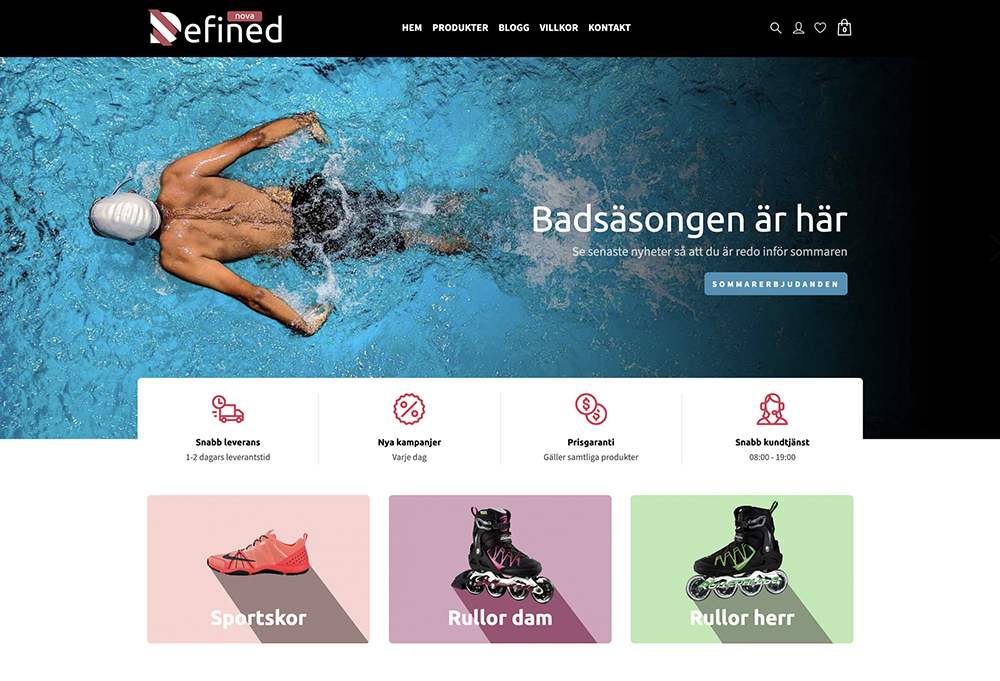 nova
Defined
HEM PRODUKTER BLOGG VILLKOR KONTAKT
0
Badsäsongen är här
Se senaste nyheter så att du är redo inför sommaren
SOMMARERBJUDANDEN
Snabb leverans
1-2 dagars leveranstid
Nya kampanjer
Varje dag
Prisgaranti
Gäller samtliga produkter
Snabb kundtjänst
08:00 - 19:00
ROLLERBLADE
Sportskor
Rullor dam
Rullor herr